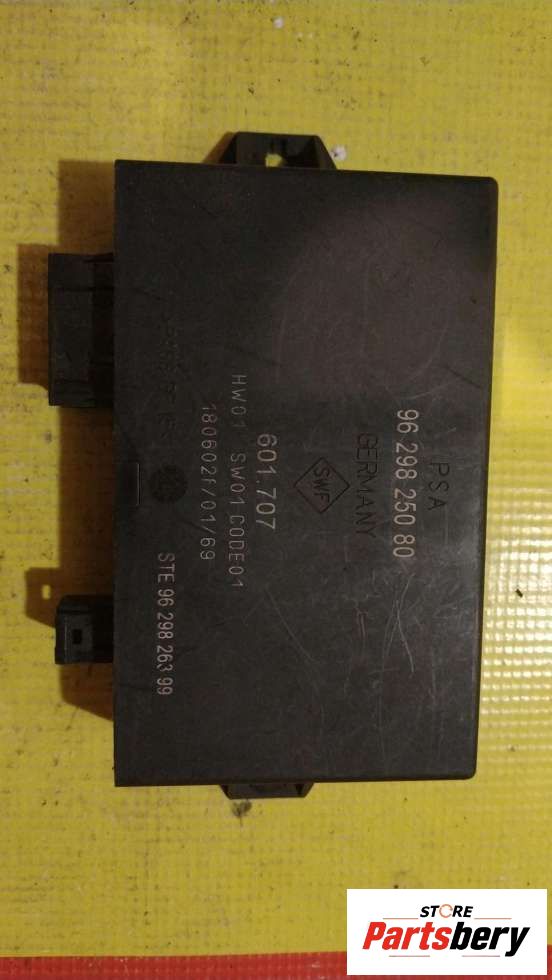 PSA
96 298 250 80
GERMANY
SWF
601.707
HW01 SW01 CODE01
180602F/01/69
STE 96 298 263 99
STORE
Partsbery